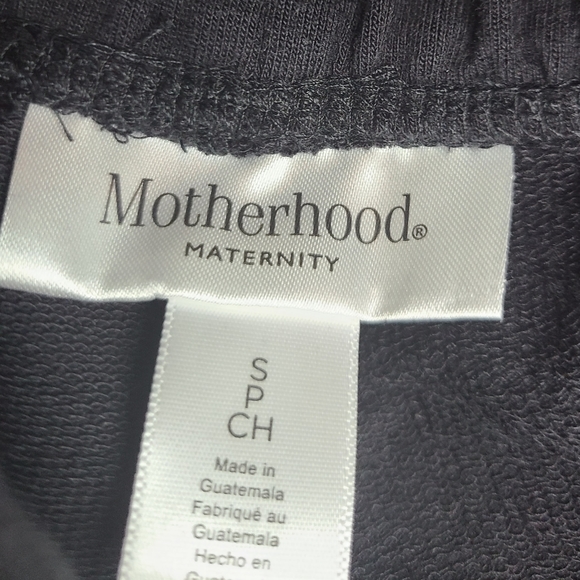 Motherhood®
MATERNITY
S
P
CH
Made in
Guatemala
Fabriqué au
Guatemala
Hecho en